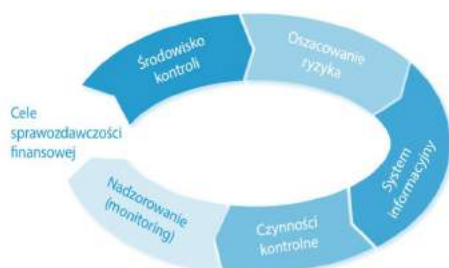 Cele
sprawozdawczości
finansowej
Środowisko
kontroli
Oszacowanie
ryzyka
System
informacyjny
Czynności
kontrolne
Nadzorowanie
(monitoring)